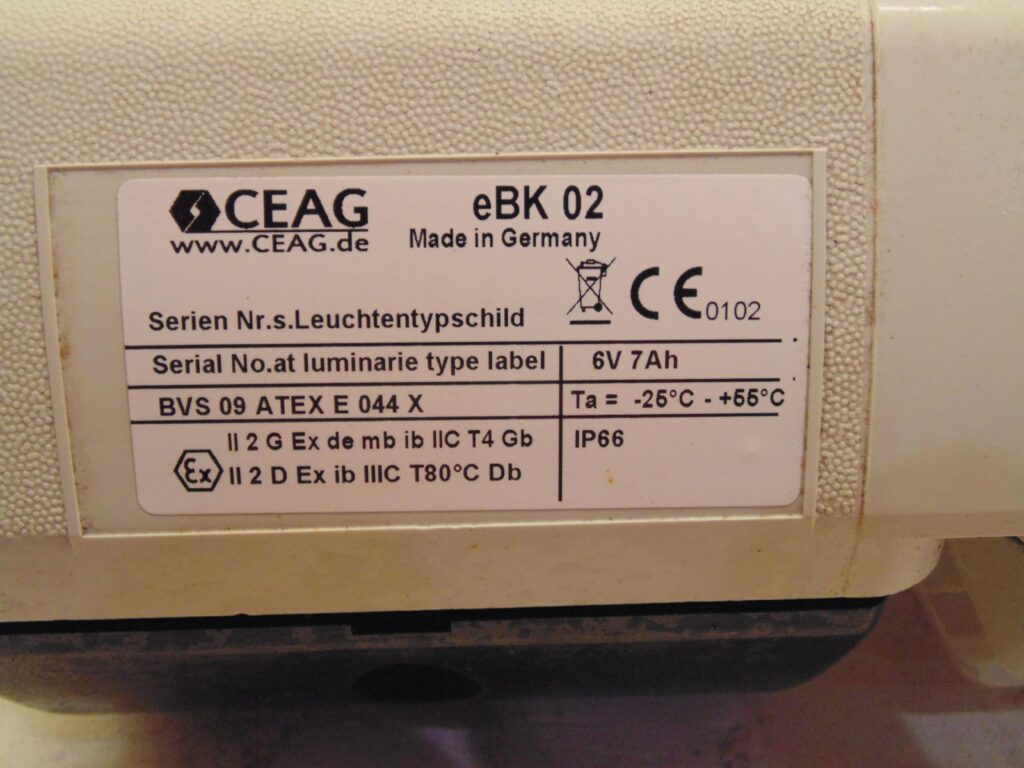 CEAG
www.CEAG.de
eBK 02
Made in Germany
CE 0102
Serien Nr.s.Leuchtentypschild
Serial No.at luminarie type label
6V 7Ah
BVS 09 ATEX E 044 X
Ta = -25°C - +55°C
Ex
II 2 G Ex de mb ib IIC T4 Gb
II 2 D Ex ib IIIC T80°C Db
IP66